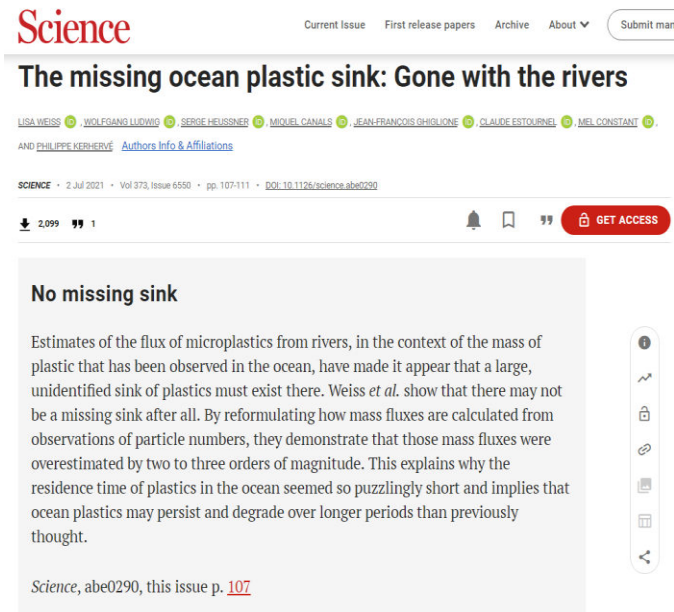 Science
Current Issue First release papers Archive About Submit man
The missing ocean plastic sink: Gone with the rivers
LISA WEISS iD, WOLFGANG LUDWIG iD, SERGE HEUSSNER iD, MIQUEL CANALS iD, JEAN-FRANÇOIS GHIGLIONE iD, CLAUDE ESTOURNEL iD, MEL CONSTANT iD,
AND PHILIPPE KERHERVÉ Authors Info & Affiliations
SCIENCE • 2 Jul 2021 • Vol 373, Issue 6550 • pp. 107-111 • DOI: 10.1126/science.abe0290
2,099 1
GET ACCESS
No missing sink
Estimates of the flux of microplastics from rivers, in the context of the mass of
plastic that has been observed in the ocean, have made it appear that a large,
unidentified sink of plastics must exist there. Weiss et al. show that there may not
be a missing sink after all. By reformulating how mass fluxes are calculated from
observations of particle numbers, they demonstrate that those mass fluxes were
overestimated by two to three orders of magnitude. This explains why the
residence time of plastics in the ocean seemed so puzzlingly short and implies that
ocean plastics may persist and degrade over longer periods than previously
thought.
Science, abe0290, this issue p. 107